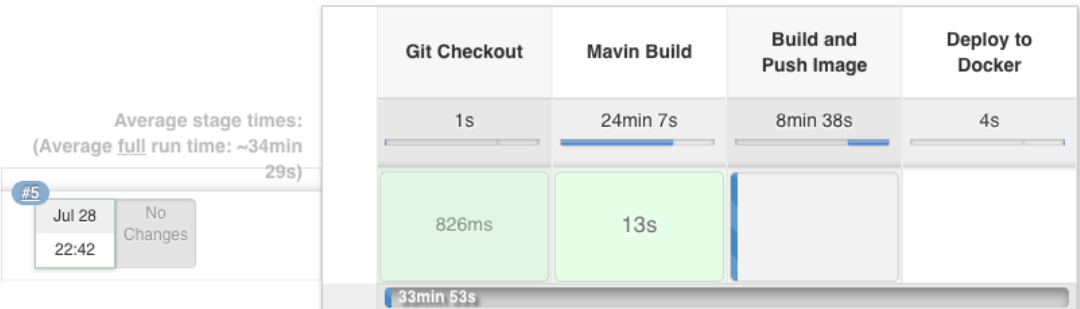 Git Checkout
Mavin Build
Build and
Push Image
Deploy to
Docker
Average stage times:
(Average full run time: ~34min
29s)
1s
24min 7s
8min 38s
4s
#5
Jul 28
22:42
No
Changes
826ms
13s
33min 53s